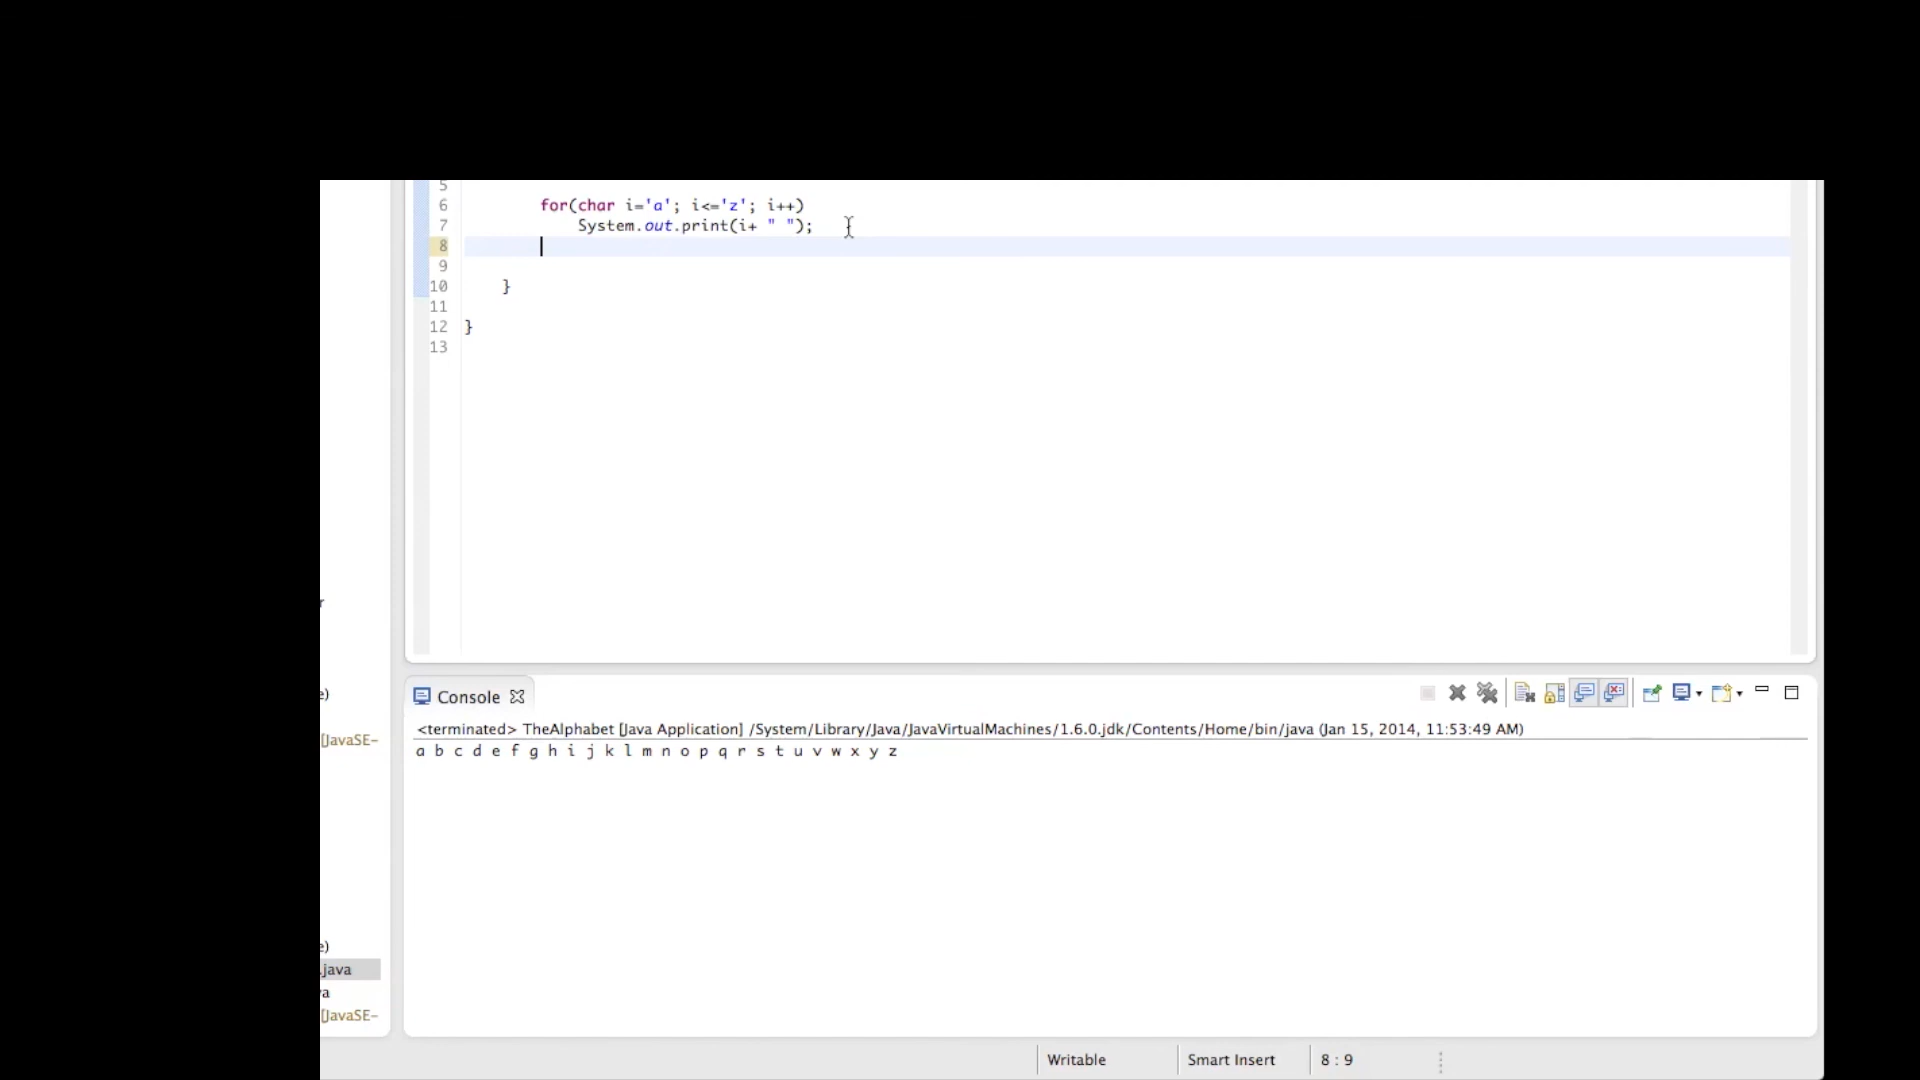 5
6 for(char i='a'; i<='z'; i++)
7 System.out.print(i+ " ");
8
9
10 }
11
12 }
13
r
e)
[JavaSE-
e)
.java
va
[JavaSE-
Console
<terminated> TheAlphabet [Java Application] /System/Library/Java/JavaVirtualMachines/1.6.0.jdk/Contents/Home/bin/java (Jan 15, 2014, 11:53:49 AM)
a b c d e f g h i j k l m n o p q r s t u v w x y z
Writable
Smart Insert
8 : 9